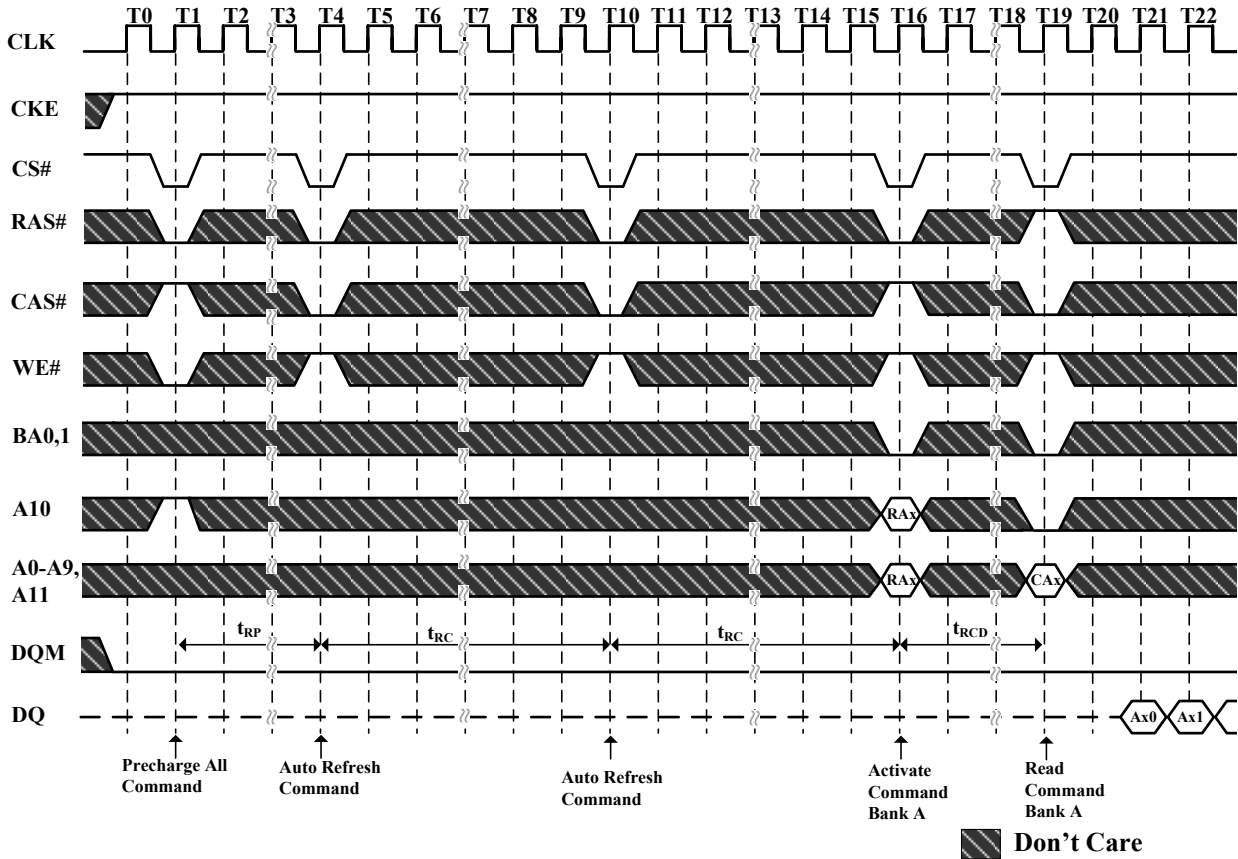 T0 T1 T2 T3 T4 T5 T6 T7 T8 T9 T10 T11 T12 T13 T14 T15 T16 T17 T18 T19 T20 T21 T22
CLK
CKE
CS#
RAS#
CAS#
WE#
BA0,1
A10
RAx
A0-A9,
A11
RAx CAx
tRP tRC tRC tRCD
DQM
DQ
Ax0 Ax1
Precharge All
Command
Auto Refresh
Command
Auto Refresh
Command
Activate
Command
Bank A
Read
Command
Bank A
Don't Care